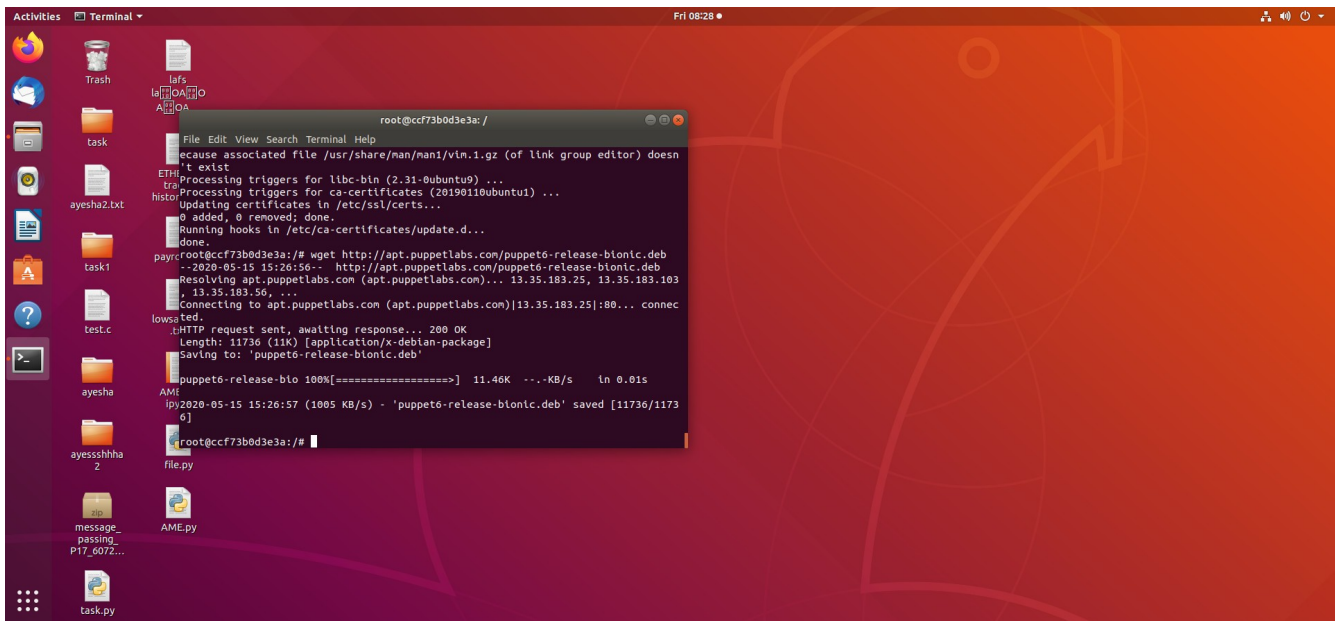 Activities Terminal
Fri 08:28
Trash
task
ayesha2.txt
task1
test.c
ayesha
ayessshhha
2
zip
message_
passing_
P17_6072...
task.py
lafs
file.py
AME.py
root@ccf73b0d3e3a: /
File Edit View Search Terminal Help
ecause associated file /usr/share/man/man1/vim.1.gz (of link group editor) doesn
't exist
Processing triggers for libc-bin (2.31-0ubuntu9) ...
Processing triggers for ca-certificates (20190110ubuntu1) ...
Updating certificates in /etc/ssl/certs...
0 added, 0 removed; done.
Running hooks in /etc/ca-certificates/update.d...
done.
root@ccf73b0d3e3a:/# wget http://apt.puppetlabs.com/puppet6-release-bionic.deb
--2020-05-15 15:26:56--  http://apt.puppetlabs.com/puppet6-release-bionic.deb
Resolving apt.puppetlabs.com (apt.puppetlabs.com)... 13.35.183.25, 13.35.183.103
, 13.35.183.56, ...
Connecting to apt.puppetlabs.com (apt.puppetlabs.com)|13.35.183.25|:80... connec
ted.
HTTP request sent, awaiting response... 200 OK
Length: 11736 (11K) [application/x-debian-package]
Saving to: 'puppet6-release-bionic.deb'
puppet6-release-bio 100%[===================>]  11.46K  --.-KB/s    in 0.01s
2020-05-15 15:26:57 (1005 KB/s) - 'puppet6-release-bionic.deb' saved [11736/1173
6]
root@ccf73b0d3e3a:/#